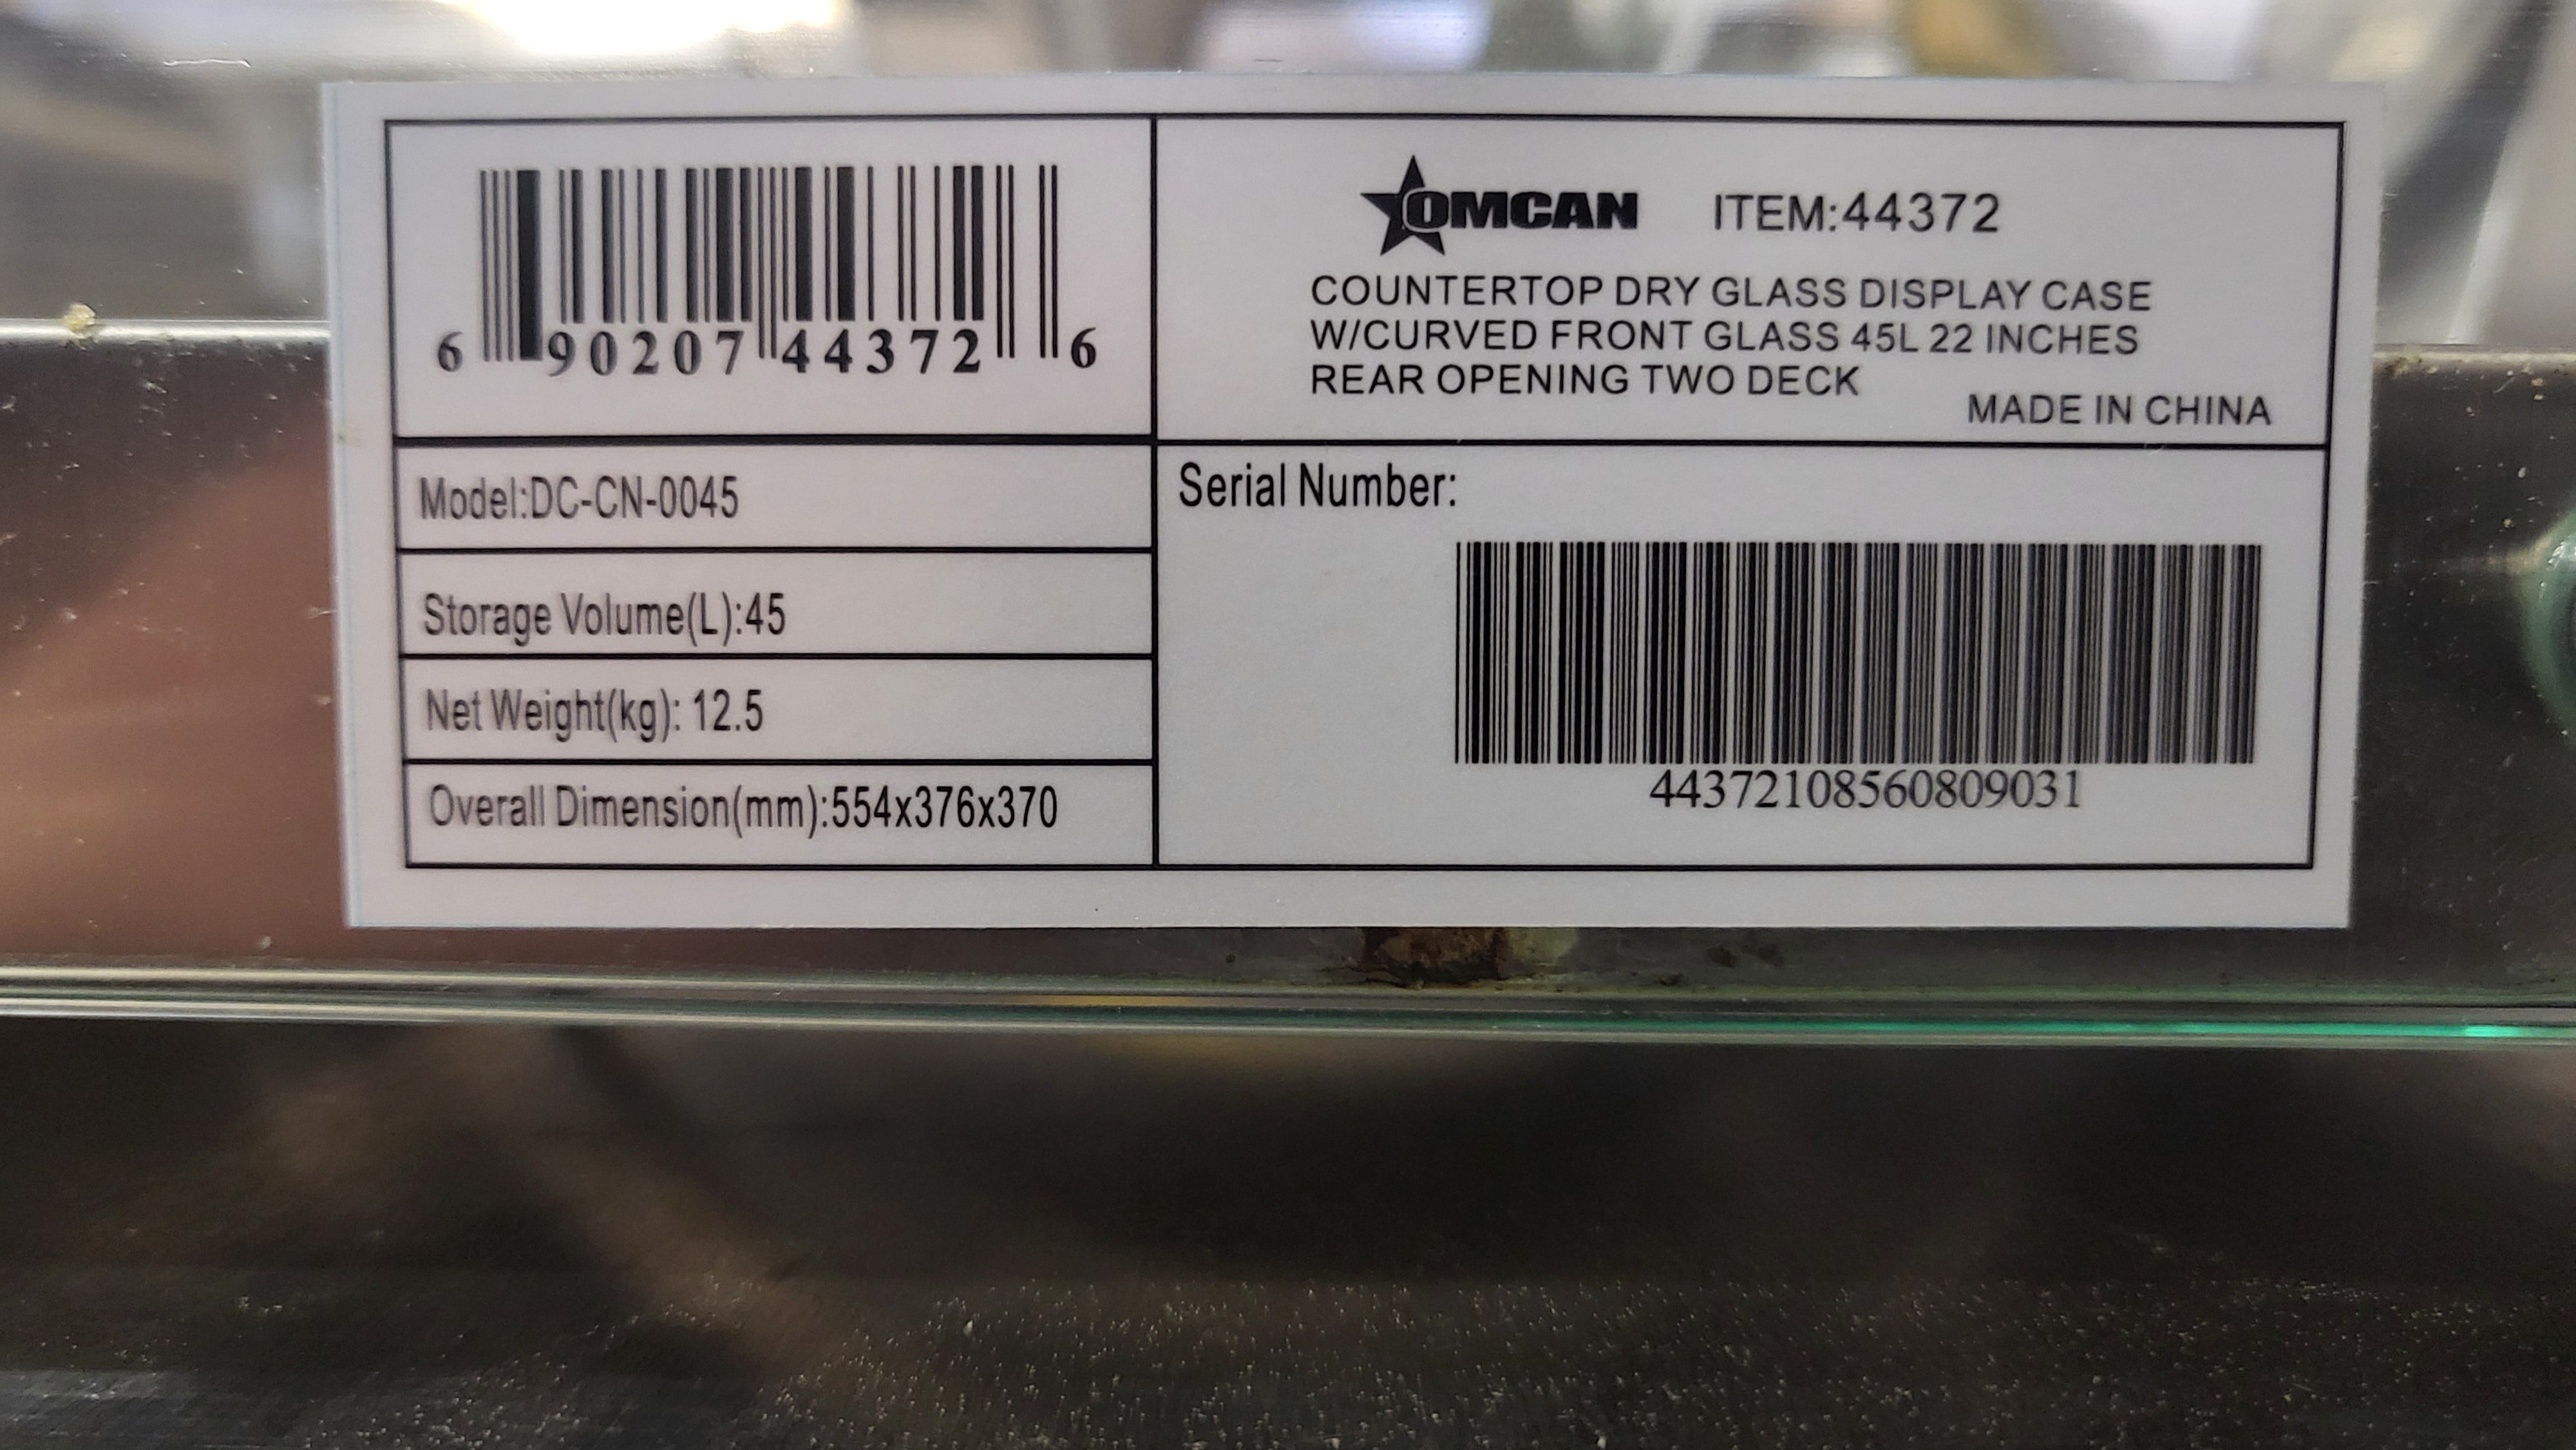 6 90207 44372 6
OMCAN ITEM:44372
COUNTERTOP DRY GLASS DISPLAY CASE
W/CURVED FRONT GLASS 45L 22 INCHES
REAR OPENING TWO DECK
MADE IN CHINA
Model:DC-CN-0045
Storage Volume(L):45
Net Weight(kg): 12.5
Overall Dimension(mm):554x376x370
Serial Number:
44372108560809031